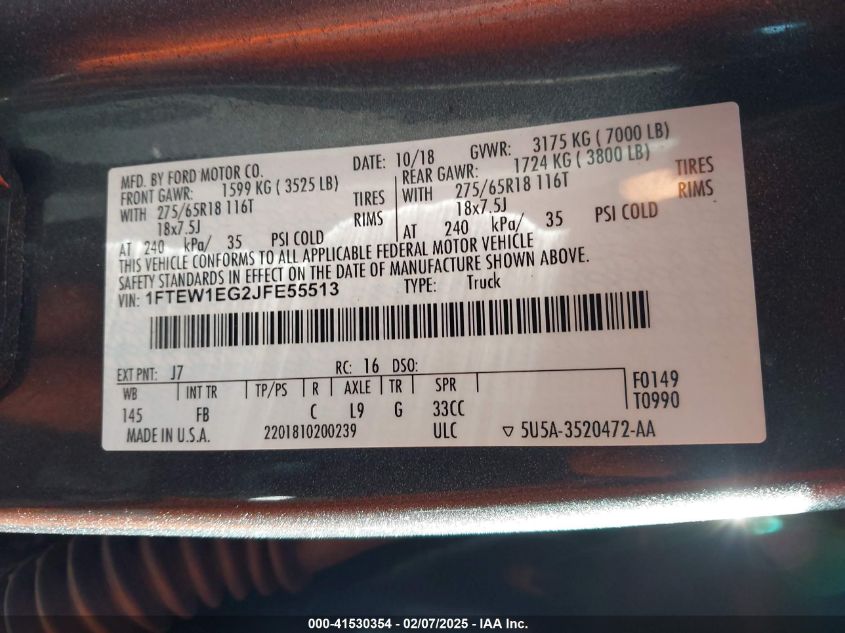 MFD. BY FORD MOTOR CO. DATE: 10/18 GVWR: 3175 KG ( 7000 LB)
FRONT GAWR: 1599 KG ( 3525 LB) REAR GAWR: 1724 KG ( 3800 LB)
WITH 275/65R18 116T TIRES WITH 275/65R18 116T TIRES
18x7.5J RIMS 18x7.5J RIMS
AT 240 kPa/ 35 PSI COLD AT 240 kPa/ 35 PSI COLD
THIS VEHICLE CONFORMS TO ALL APPLICABLE FEDERAL MOTOR VEHICLE
SAFETY STANDARDS IN EFFECT ON THE DATE OF MANUFACTURE SHOWN ABOVE.
VIN: 1FTEW1EG2JFE55513 TYPE: Truck
EXT PNT: J7 RC: 16 DSO:
WB INT TR TP/PS R AXLE TR SPR F0149
145 FB C L9 G 33CC T0990
MADE IN U.S.A. 2201810200239 ULC ▽ 5U5A-3520472-AA
000-41530354 - 02/07/2025 - IAA Inc.